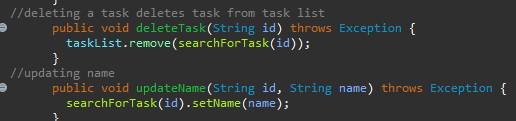 //deleting a task deletes task from task list
public void deleteTask(String id) throws Exception {
taskList.remove(searchForTask(id));
}
//updating name
public void updateName(String id, String name) throws Exception {
searchForTask(id).setName(name);
}